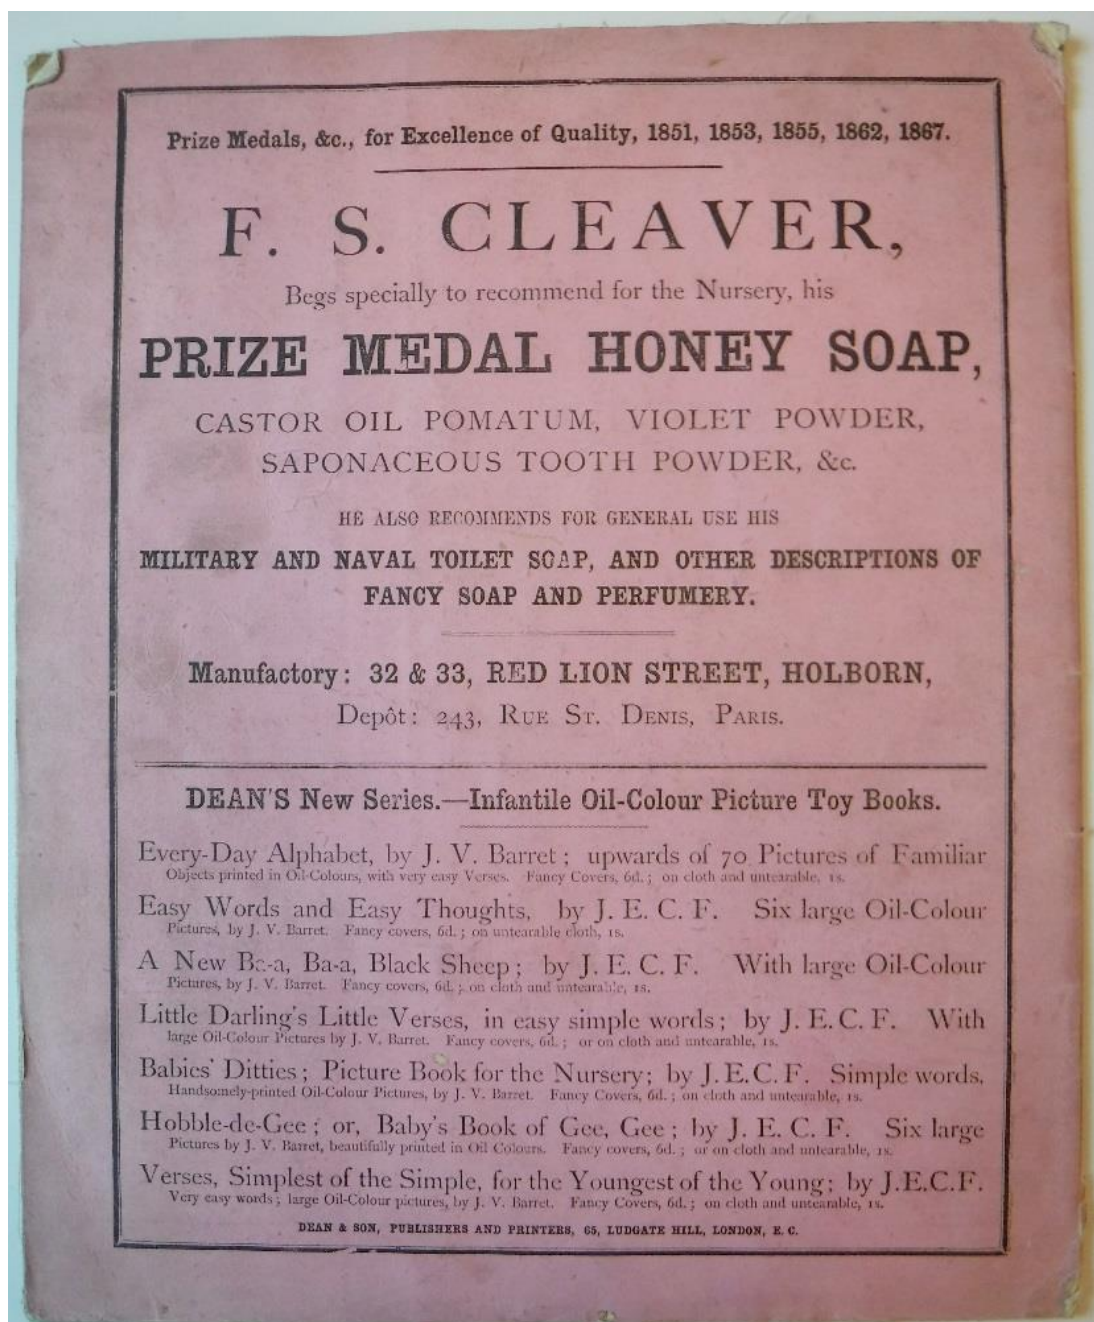 Prize Medals, &c., for Excellence of Quality, 1851, 1853, 1855, 1862, 1867.
F. S. CLEAVER,
Begs specially to recommend for the Nursery, his
PRIZE MEDAL HONEY SOAP,
CASTOR OIL POMATUM, VIOLET POWDER,
SAPONACEOUS TOOTH POWDER, &c.
HE ALSO RECOMMENDS FOR GENERAL USE HIS
MILITARY AND NAVAL TOILET SOAP, AND OTHER DESCRIPTIONS OF
FANCY SOAP AND PERFUMERY.
Manufactory: 32 & 33, RED LION STREET, HOLBORN,
Depôt: 243, RUE ST. DENIS, PARIS.
DEAN'S New Series.—Infantile Oil-Colour Picture Toy Books.
Every-Day Alphabet, by J. V. Barret; upwards of 70 Pictures of Familiar
Objects printed in Oil-Colours, with very easy Verses. Fancy Covers, 6d.; on cloth and untearable, 1s.
Easy Words and Easy Thoughts, by J. E. C. F. Six large Oil-Colour
Pictures, by J. V. Barret. Fancy covers, 6d.; on untearable cloth, 1s.
A New Ba-a, Ba-a, Black Sheep; by J. E. C. F. With large Oil-Colour
Pictures, by J. V. Barret. Fancy covers, 6d.; on cloth and untearable, 1s.
Little Darling's Little Verses, in easy simple words; by J. E. C. F. With
large Oil-Colour Pictures by J. V. Barret. Fancy covers, 6d.; or on cloth and untearable, 1s.
Babies' Ditties; Picture Book for the Nursery; by J. E. C. F. Simple words,
Handsomely-printed Oil-Colour Pictures, by J. V. Barret. Fancy Covers, 6d.; on cloth and untearable, 1s.
Hobble-de-Gee; or, Baby's Book of Gee, Gee; by J. E. C. F. Six large
Pictures by J. V. Barret, beautifully printed in Oil Colours. Fancy covers, 6d.; or on cloth and untearable, 1s.
Verses, Simplest of the Simple, for the Youngest of the Young; by J.E.C.F.
Very easy words; large Oil-Colour pictures, by J. V. Barret. Fancy Covers, 6d.; on cloth and untearable, 1s.
DEAN & SON, PUBLISHERS AND PRINTERS, 65, LUDGATE HILL, LONDON, E. C.